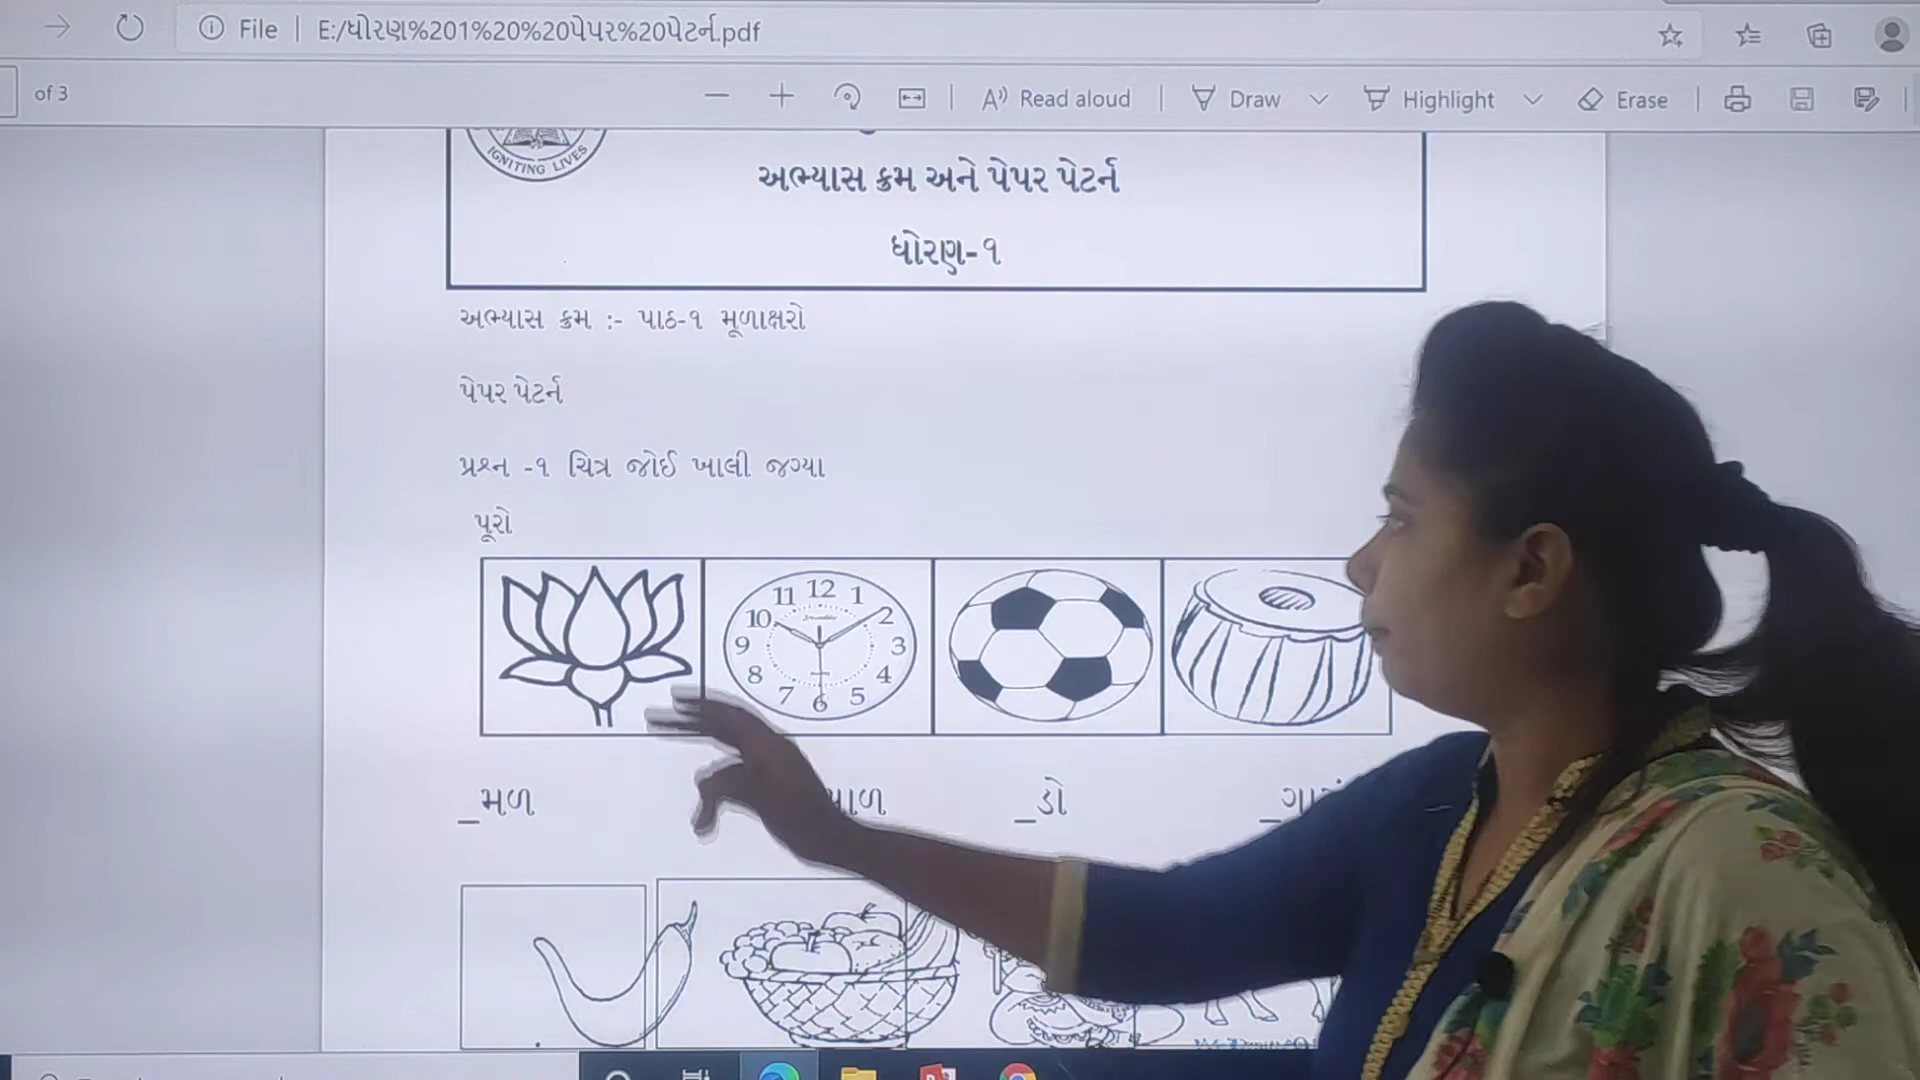 File
E:/ધોરણ%201%20%20પેપર%20પેટર્ન.pdf
of 3
Read aloud
Draw
Highlight
Erase
IGNITING LIVES
અભ્યાસ ક્રમ અને પેપર પેટર્ન
ધોરણ-૧
અભ્યાસ ક્રમ :- પાઠ-૧ મૂળાક્ષરો
પેપર પેટર્ન
પ્રશ્ન -૧ ચિત્ર જોઈ ખાલી જગ્યા
પૂરો
11 12 1
10 2
9 3
8 4
7 6 5
_મળ
_ડો